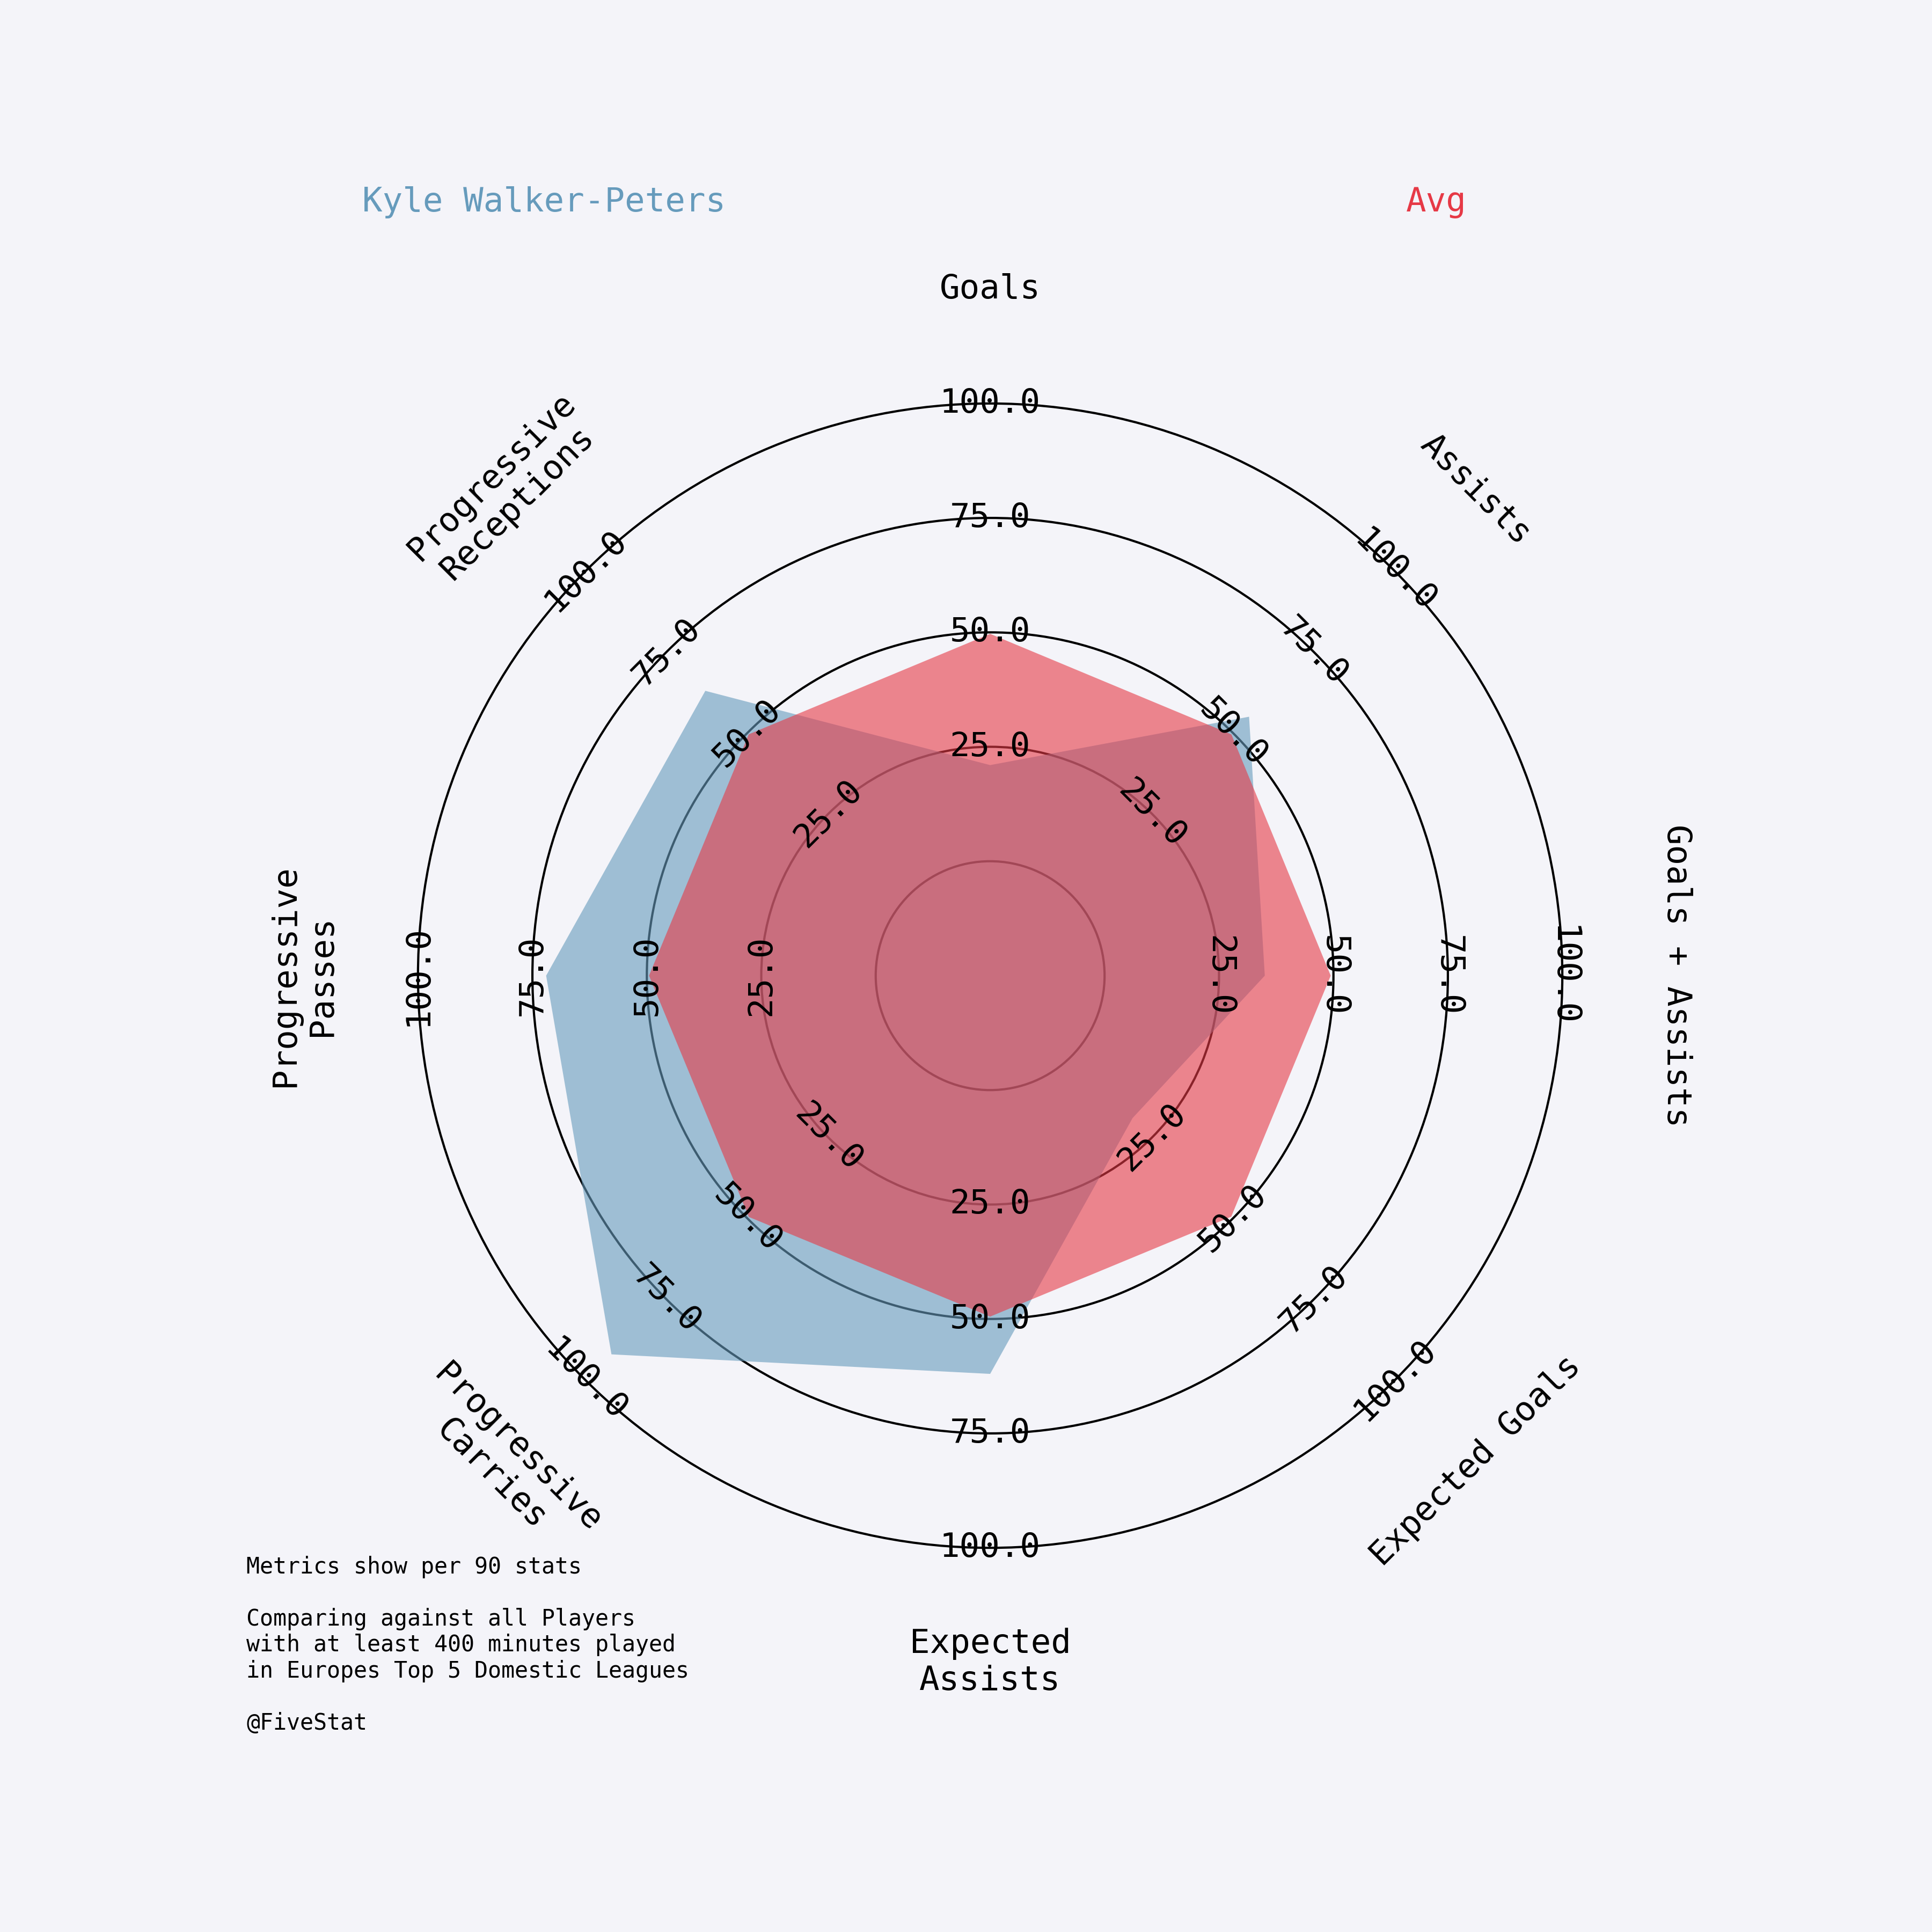 Kyle Walker-Peters
Avg
Goals
Assists
Goals + Assists
Expected Goals
Expected
Assists
Progressive
Carries
Progressive
Passes
Progressive
Receptions
25.0
50.0
75.0
100.0
25.0
50.0
75.0
100.0
25.0
50.0
75.0
100.0
25.0
50.0
75.0
100.0
25.0
50.0
75.0
100.0
25.0
50.0
75.0
100.0
25.0
50.0
75.0
100.0
25.0
50.0
75.0
100.0
Metrics show per 90 stats
Comparing against all Players
with at least 400 minutes played
in Europes Top 5 Domestic Leagues
@FiveStat